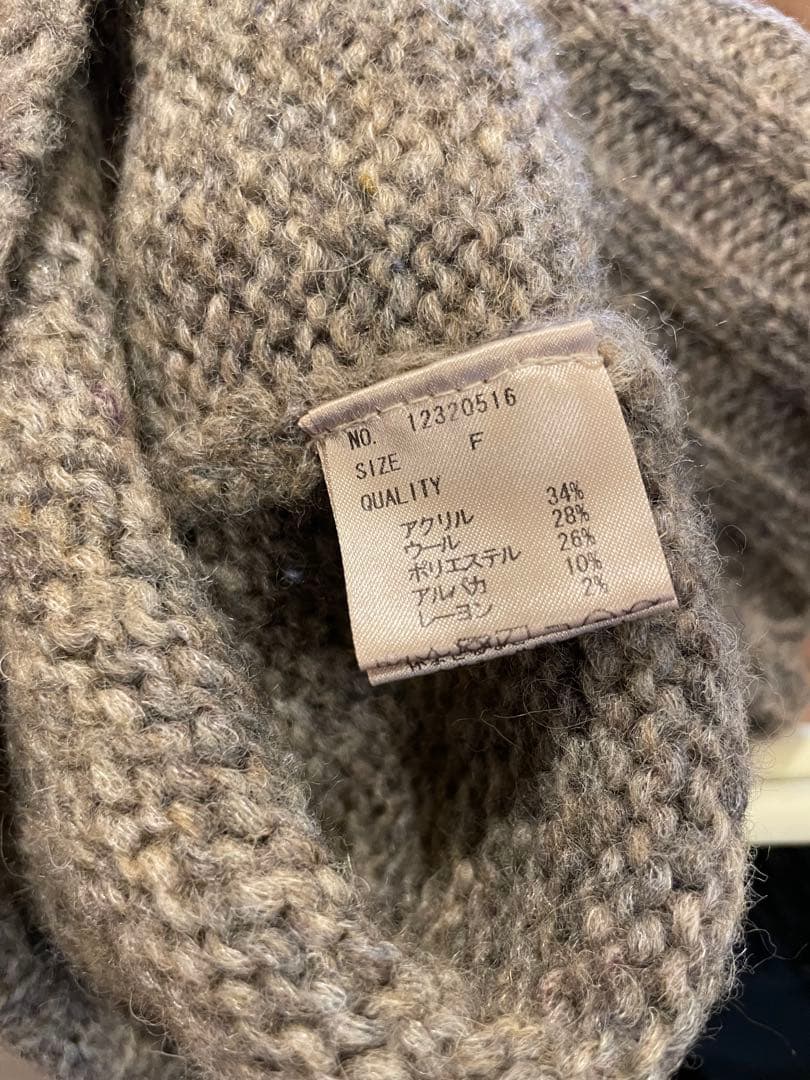 NO. 12320516
SIZE F
QUALITY
アクリル 34%
ウール 28%
ポリエステル 26%
アルパカ 10%
レーヨン 2%